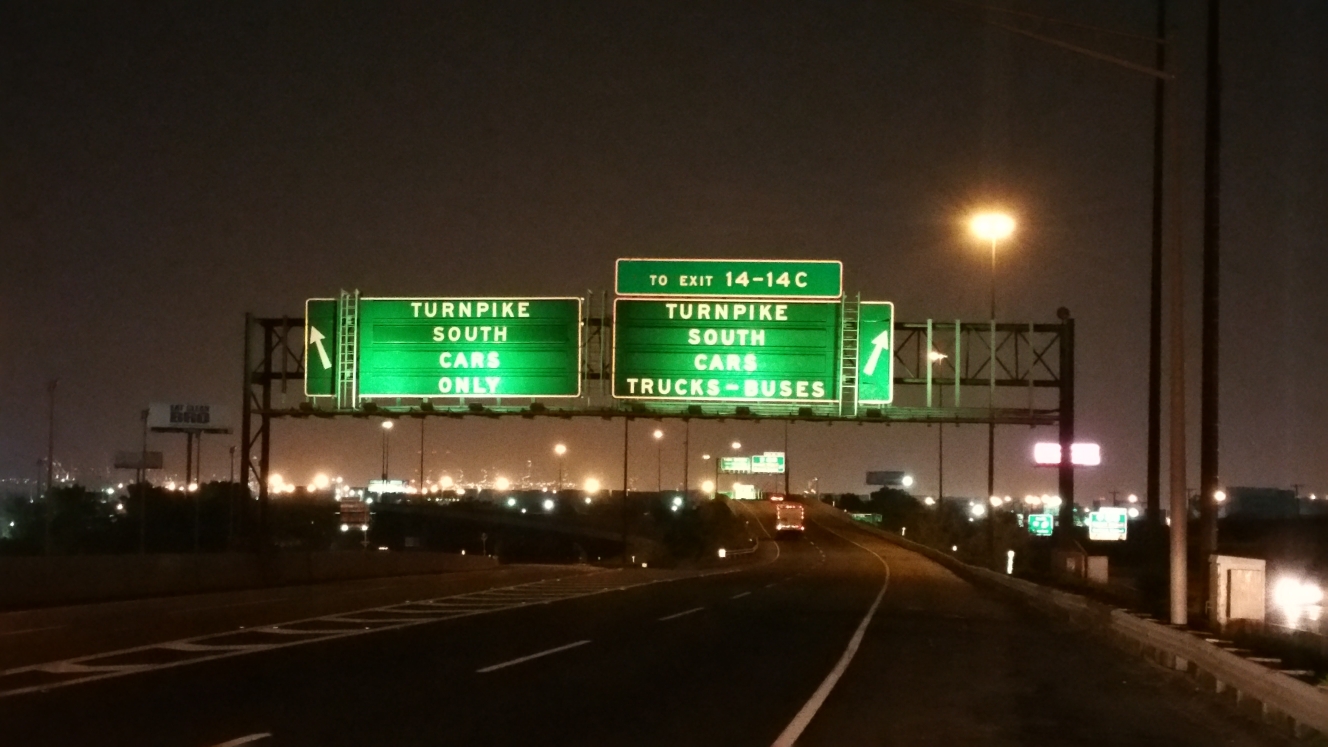 TURNPIKE
SOUTH
CARS
ONLY
TO EXIT 14-14C
TURNPIKE
SOUTH
CARS
TRUCKS-BUSES